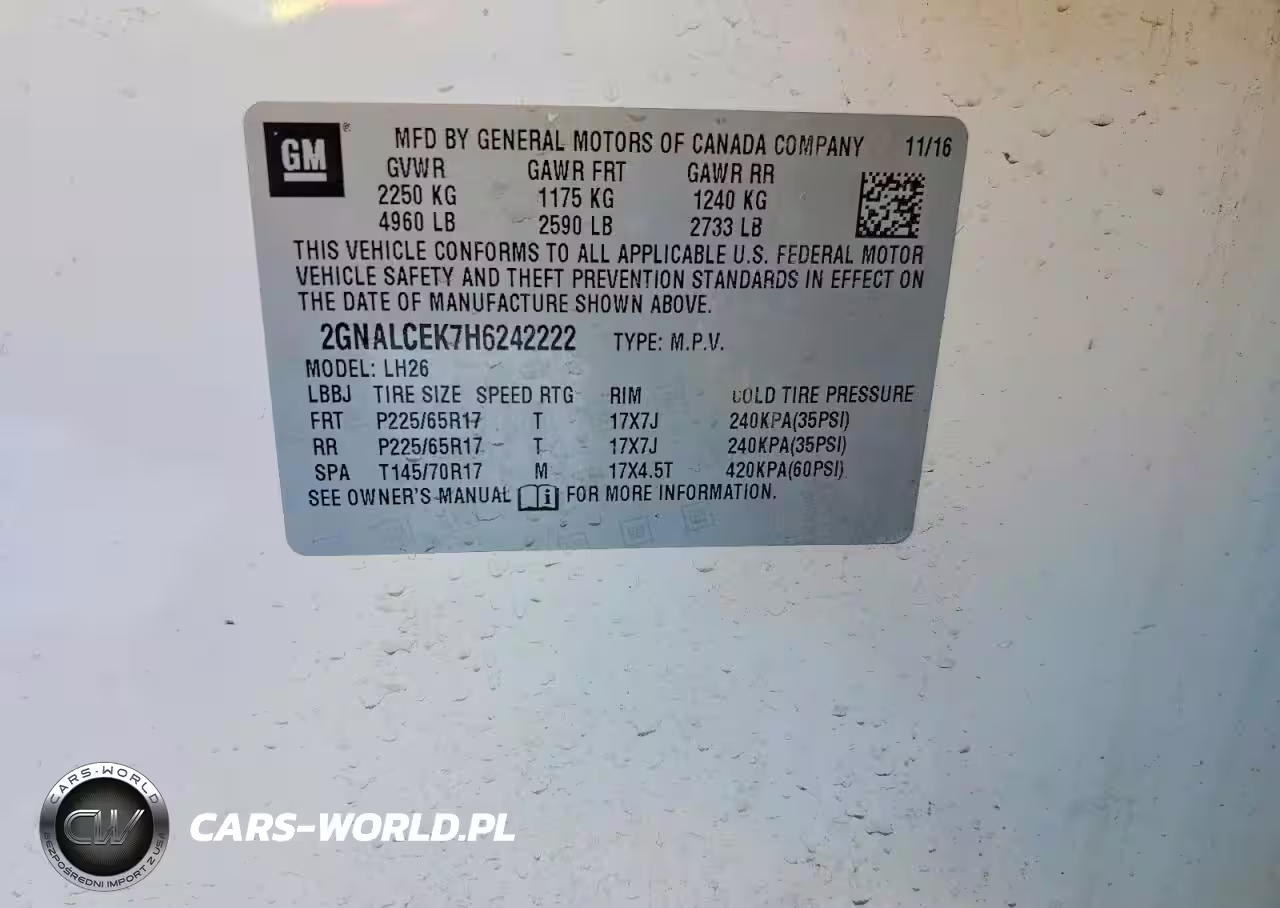 GM
MFD BY GENERAL MOTORS OF CANADA COMPANY 11/16
GVWR GAWR FRT GAWR RR
2250 KG 1175 KG 1240 KG
4960 LB 2590 LB 2733 LB
THIS VEHICLE CONFORMS TO ALL APPLICABLE U.S. FEDERAL MOTOR
VEHICLE SAFETY AND THEFT PREVENTION STANDARDS IN EFFECT ON
THE DATE OF MANUFACTURE SHOWN ABOVE.
2GNALCEK7H6242222 TYPE: M.P.V.
MODEL: LH26
LBBJ TIRE SIZE SPEED RTG RIM COLD TIRE PRESSURE
FRT P225/65R17 T 17X7J 240KPA(35PSI)
RR P225/65R17 T 17X7J 240KPA(35PSI)
SPA T145/70R17 M 17X4.5T 420KPA(60PSI)
SEE OWNER'S MANUAL FOR MORE INFORMATION.
CARS-WORLD
CW
BEZPOŚREDNI IMPORT Z USA
CARS-WORLD.PL